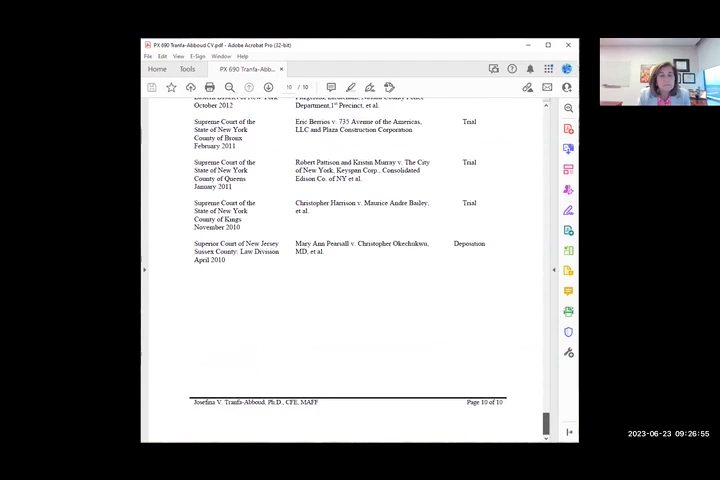 PX 690 Tranfa-Abboud CV.pdf - Adobe Acrobat Pro (32-bit)
File Edit View E-Sign Window Help
Home Tools PX 690 Tranfa-Abb... ×
10 / 10
Eastern District of New York
October 2012
Department,1st Precinct, et al.
Supreme Court of the
State of New York
County of Bronx
February 2011
Eric Berrios v. 735 Avenue of the Americas,
LLC and Plaza Construction Corporation
Trial
Supreme Court of the
State of New York
County of Queens
January 2011
Robert Pattison and Kristin Murray v. The City
of New York, Keyspan Corp., Consolidated
Edison Co. of NY et al.
Trial
Supreme Court of the
State of New York
County of Kings
November 2010
Christopher Harrison v. Maurice Andre Bailey,
et al.
Trial
Superior Court of New Jersey
Sussex County: Law Division
April 2010
Mary Ann Pearsall v. Christopher Okechukwu,
MD, et al.
Deposition
Josefina V. Tranfa-Abboud, Ph.D., CFE, MAFF
Page 10 of 10
2023-06-23 09:26:55